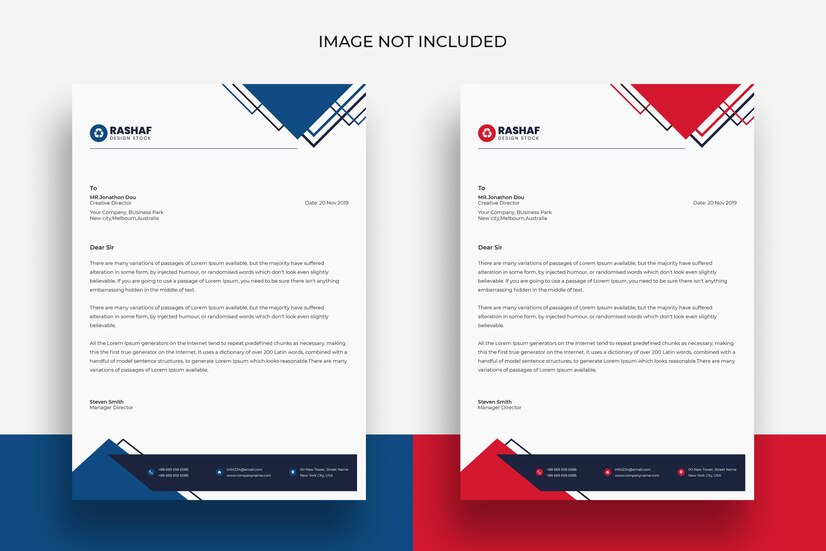 IMAGE NOT INCLUDED
RASHAF
DESIGN STOCK
To
MR.Jonathon Dou
Creative Director
Date: 20 Nov 2019
Your Company, BUsiness Park
New city,Melbourn,Australia
Dear Sir
There are many variations of passages of Lorem Ipsum available, but the majority have suffered
alteration in some form, by injected humour, or randomised words which don't look even slightly
believable. If you are going to use a passage of Lorem Ipsum, you need to be sure there isn't anything
embarrassing hidden in the middle of text.
There are many variations of passages of Lorem Ipsum available, but the majority have suffered
alteration in some form, by injected humour, or randomised words which don't look even slightly
believable.
All the Lorem Ipsum generators on the Internet tend to repeat predefined chunks as necessary, making
this the first true generator on the Internet. It uses a dictionary of over 200 Latin words, combined with a
handful of model sentence structures, to generate Lorem Ipsum which looks reasonable.There are many
variations of passages of Lorem Ipsum available,
Steven Smith
Manager Director
+88 669 658 6586
+88 669 658 6586
info1234@email.com
www.companyname.com
00 New Tower, Street Name
New York City, USA
RASHAF
DESIGN STOCK
To
MR.Jonathon Dou
Creative Director
Date: 20 Nov 2019
Your Company, BUsiness Park
New city,Melbourn,Australia
Dear Sir
There are many variations of passages of Lorem Ipsum available, but the majority have suffered
alteration in some form, by injected humour, or randomised words which don't look even slightly
believable. If you are going to use a passage of Lorem Ipsum, you need to be sure there isn't anything
embarrassing hidden in the middle of text.
There are many variations of passages of Lorem Ipsum available, but the majority have suffered
alteration in some form, by injected humour, or randomised words which don't look even slightly
believable.
All the Lorem Ipsum generators on the Internet tend to repeat predefined chunks as necessary, making
this the first true generator on the Internet. It uses a dictionary of over 200 Latin words, combined with a
handful of model sentence structures, to generate Lorem Ipsum which looks reasonable.There are many
variations of passages of Lorem Ipsum available,
Steven Smith
Manager Director
+88 669 658 6586
+88 669 658 6586
info1234@email.com
www.companyname.com
00 New Tower, Street Name
New York City, USA